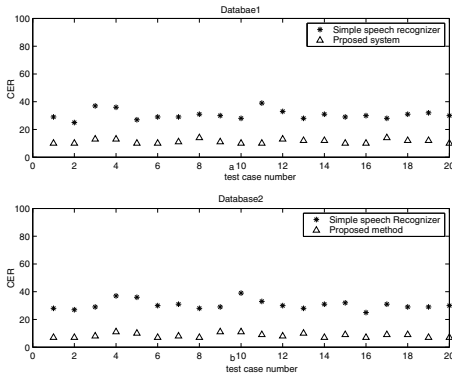 Databae1
Simple speech recognizer
Prposed system
CER
100
80
60
40
20
0
0 2 4 6 8 10 12 14 16 18 20
a
test case number
Database2
Simple speech Recognizer
Proposed method
CER
100
80
60
40
20
0
0 2 4 6 8 10 12 14 16 18 20
b
test case number